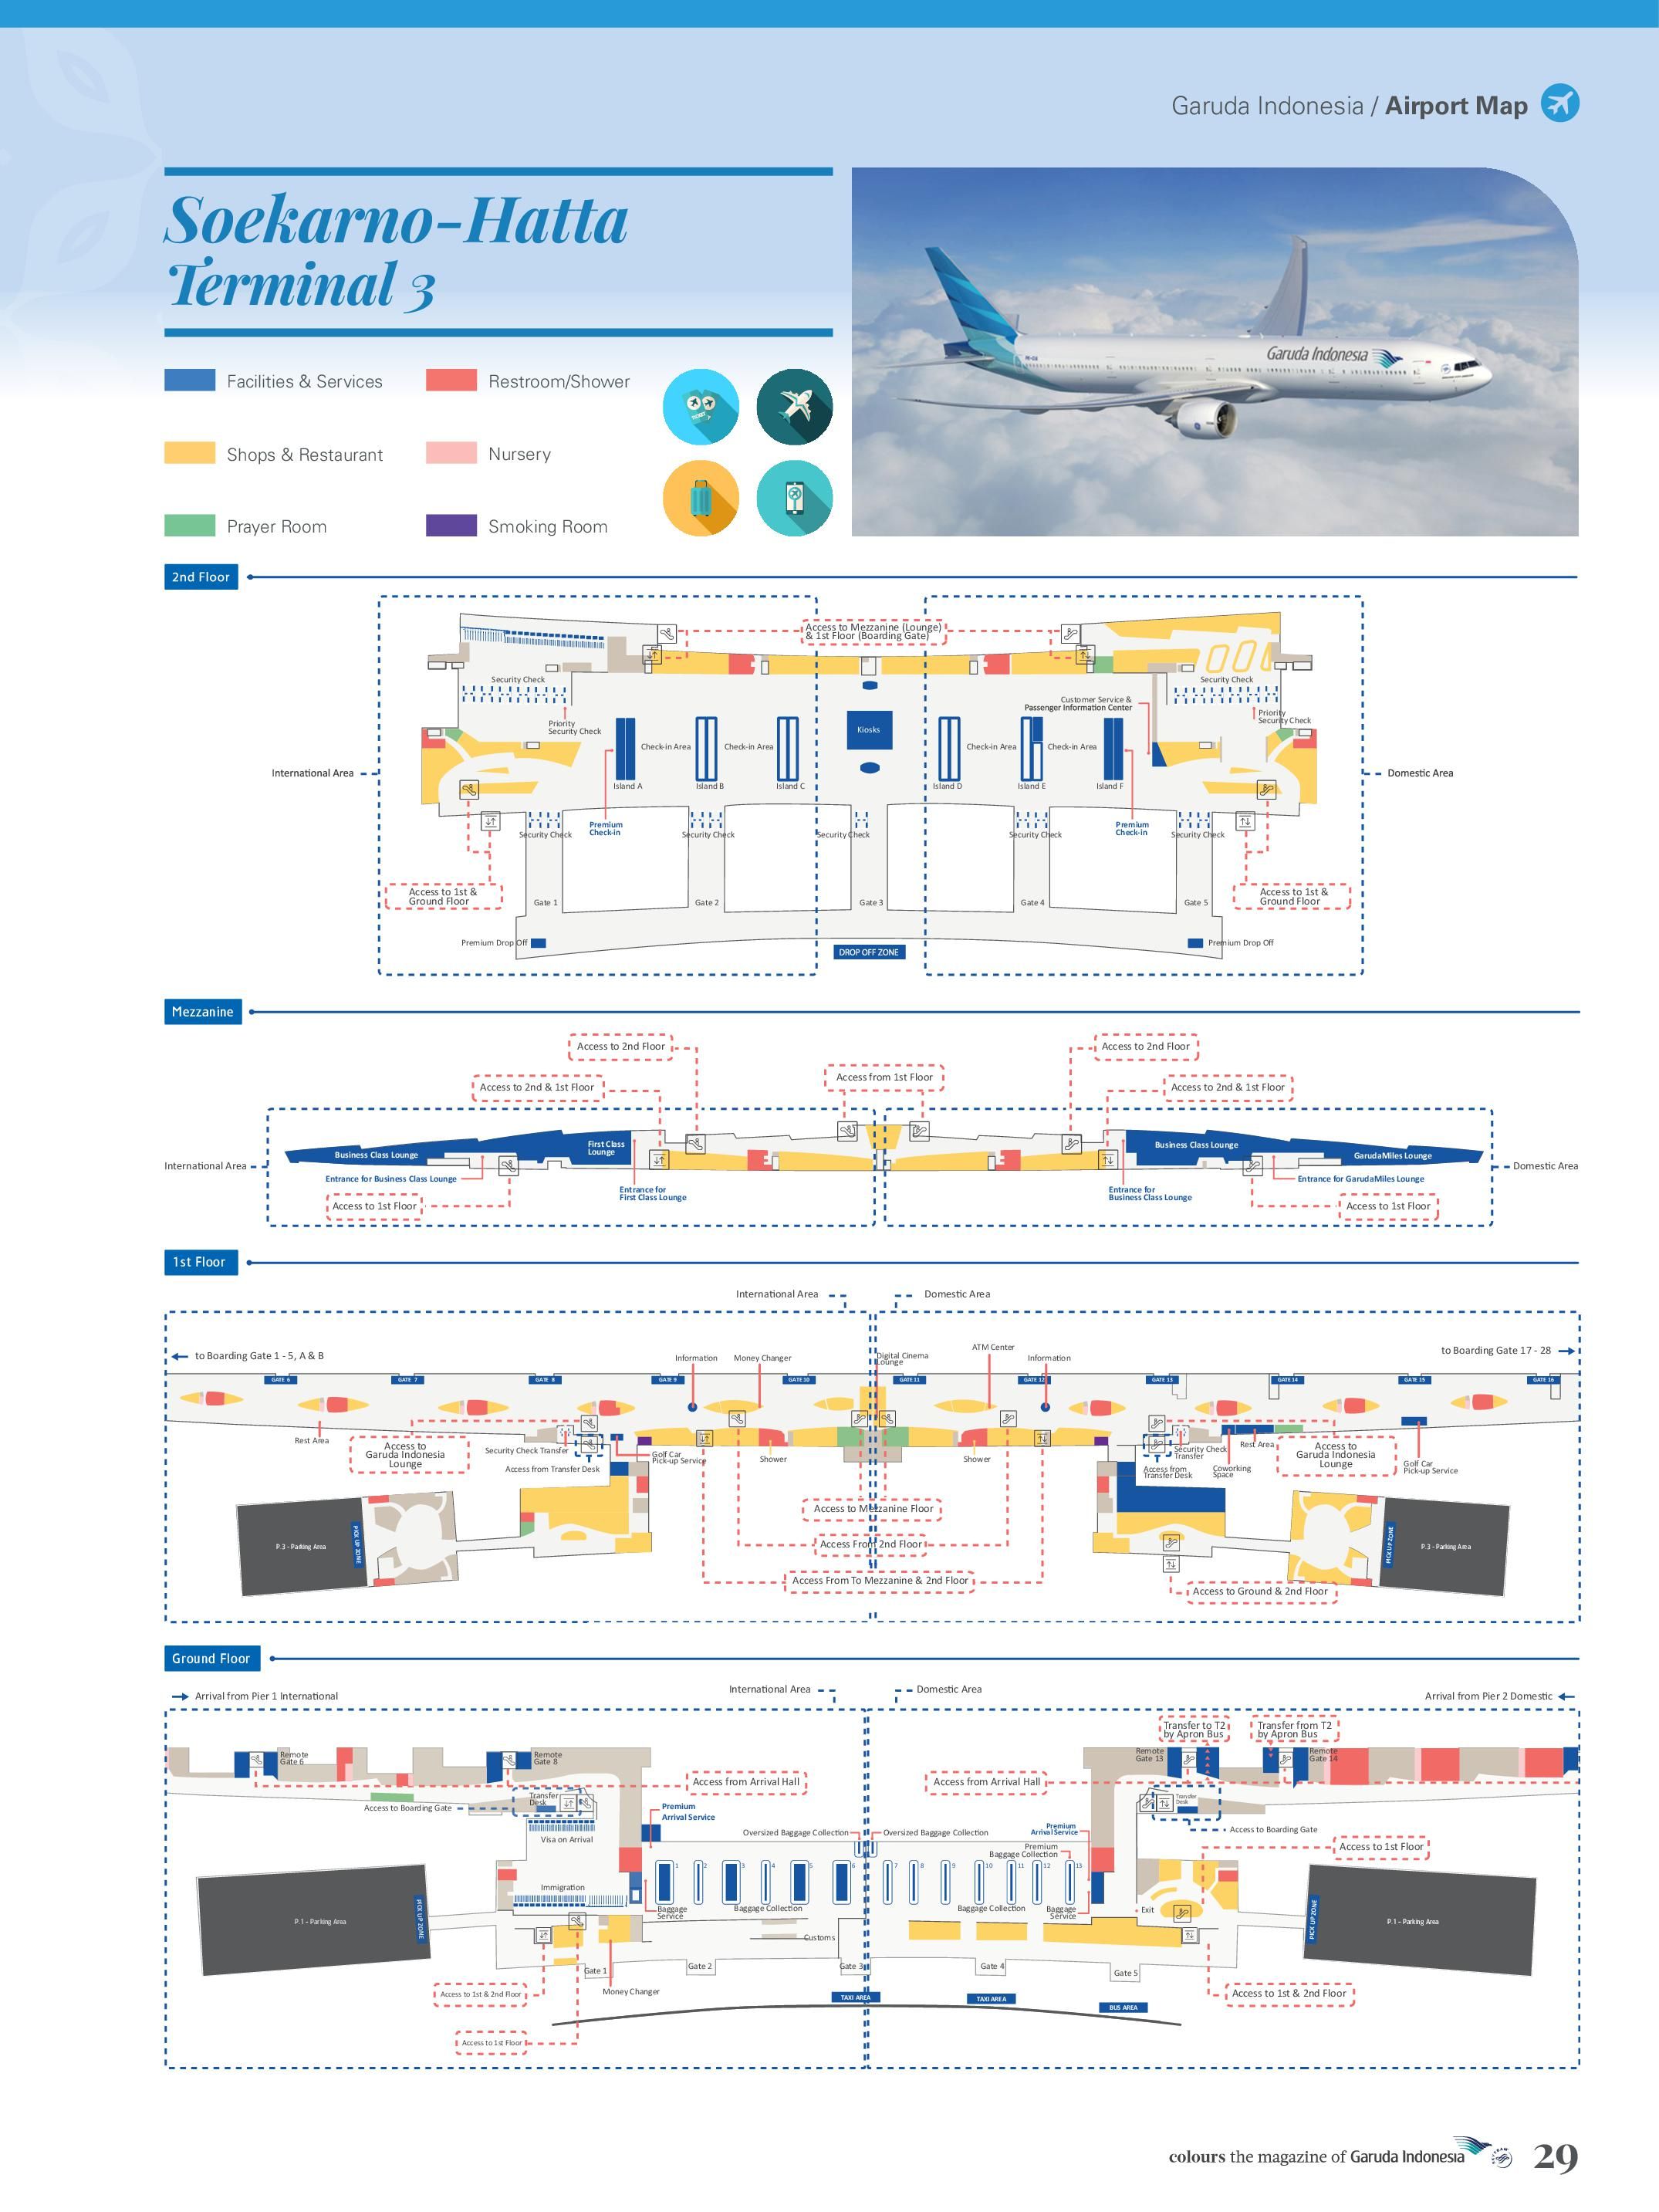 Garuda Indonesia / Airport Map
Soekarno-Hatta
Terminal 3
Garuda Indonesia
Facilities & Services
Restroom/Shower
Shops & Restaurant
Nursery
Prayer Room
Smoking Room
2nd Floor
Access to Mezzanine (Lounge)
& 1st Floor (Boarding Gate)
Security Check
Security Check
Priority
Security Check
Customer Service &
Passenger Information Center
Priority
Security Check
Kiosks
Check-in Area
Check-in Area
Check-in Area
Check-in Area
International Area
Domestic Area
Island A
Island B
Island C
Island D
Island E
Island F
Premium
Check-in
Premium
Check-in
Security Check
Security Check
Security Check
Security Check
Security Check
Access to 1st &
Ground Floor
Access to 1st &
Ground Floor
Gate 1
Gate 2
Gate 3
Gate 4
Gate 5
Premium Drop Off
Premium Drop Off
DROP OFF ZONE
Mezzanine
Access to 2nd Floor
Access to 2nd Floor
Access to 2nd & 1st Floor
Access from 1st Floor
Access to 2nd & 1st Floor
International Area
Business Class Lounge
First Class
Lounge
Business Class Lounge
GarudaMiles Lounge
Domestic Area
Entrance for Business Class Lounge
Entrance for
First Class Lounge
Entrance for
Business Class Lounge
Entrance for GarudaMiles Lounge
Access to 1st Floor
Access to 1st Floor
1st Floor
International Area
Domestic Area
to Boarding Gate 1 - 5, A & B
Information
Money Changer
Digital Cinema
Lounge
ATM Center
Information
to Boarding Gate 17 - 28
GATE 6
GATE 7
GATE 8
GATE 9
GATE 10
GATE 11
GATE 12
GATE 13
GATE 14
GATE 15
GATE 16
Rest Area
Access to
Garuda Indonesia
Lounge
Security Check Transfer
Access from Transfer Desk
Golf Car
Pick-up Service
Shower
Shower
Access from
Transfer Desk
Security Check
Transfer
Coworking
Space
Rest Area
Access to
Garuda Indonesia
Lounge
Golf Car
Pick-up Service
P.3 - Parking Area
PICK UP ZONE
Access to Mezzanine Floor
Access From 2nd Floor
Access From To Mezzanine & 2nd Floor
Access to Ground & 2nd Floor
PICK UP ZONE
P.3 - Parking Area
Ground Floor
International Area
Domestic Area
Arrival from Pier 1 International
Arrival from Pier 2 Domestic
Transfer to T2
by Apron Bus
Transfer from T2
by Apron Bus
Remote
Gate 6
Remote
Gate 8
Remote
Gate 13
Remote
Gate 14
Access from Arrival Hall
Access from Arrival Hall
Transfer
Desk
Transfer
Desk
Access to Boarding Gate
Access to Boarding Gate
Premium
Arrival Service
Visa on Arrival
Oversized Baggage Collection
Oversized Baggage Collection
Premium
Arrival Service
Premium
Baggage Collection
Access to 1st Floor
1
2
3
4
5
6
7
8
9
10
11
12
13
Immigration
Baggage
Service
Baggage Collection
Baggage Collection
Baggage
Service
Exit
P.1 - Parking Area
PICK UP ZONE
PICK UP ZONE
P.1 - Parking Area
Customs
Gate 1
Gate 2
Gate 3
Gate 4
Gate 5
Money Changer
Access to 1st & 2nd Floor
Access to 1st & 2nd Floor
TAXI AREA
TAXI AREA
BUS AREA
Access to 1st Floor
colours the magazine of Garuda Indonesia
29